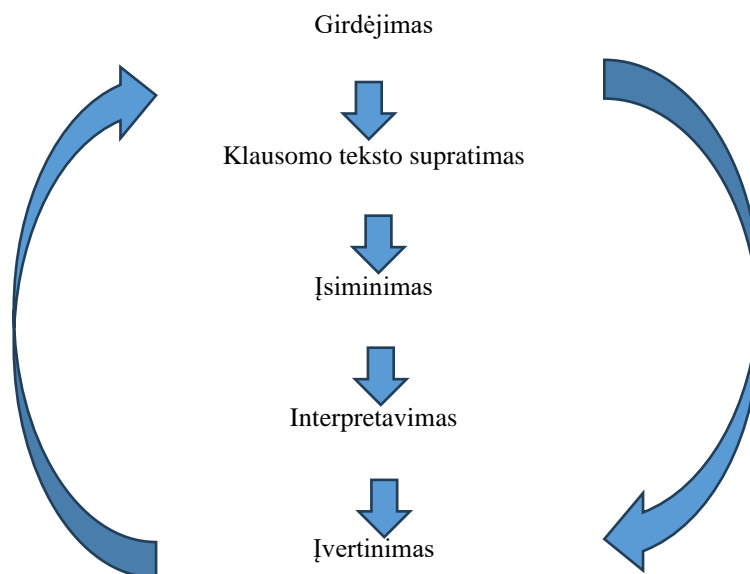 Girdėjimas
Klausomo teksto supratimas
Įsiminimas
Interpretavimas
Įvertinimas